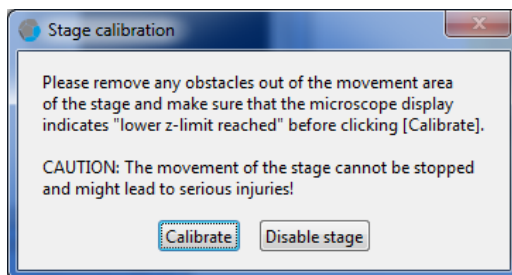 Stage calibration
Please remove any obstacles out of the movement area
of the stage and make sure that the microscope display
indicates "lower z-limit reached" before clicking [Calibrate].
CAUTION: The movement of the stage cannot be stopped
and might lead to serious injuries!
Calibrate Disable stage